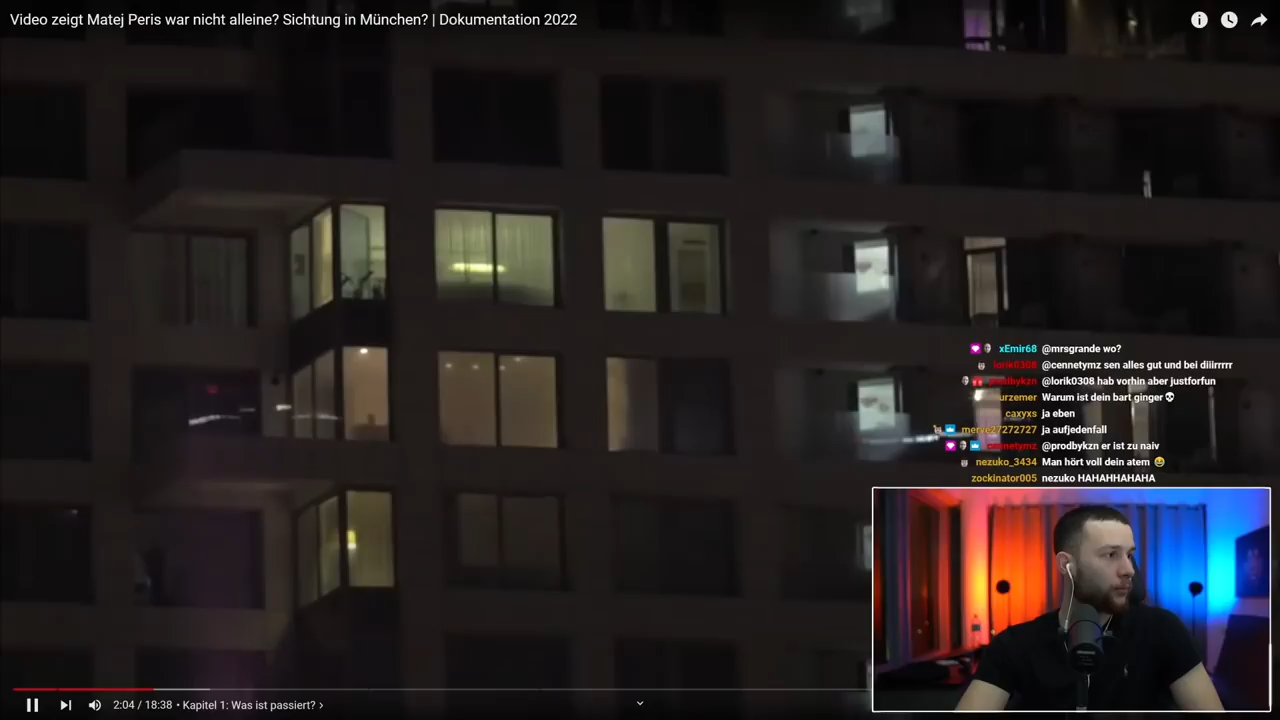 Video zeigt Matej Peris war nicht alleine? Sichtung in München? | Dokumentation 2022
xEmir68 @mrsgrande wo?
lorik0308 @cennetymz sen alles gut und bei diiirrrrr
prodbykzn @lorik0308 hab vorhin aber justforfun
urzemer Warum ist dein bart ginger💀
caxyxs ja eben
merve27272727 ja aufjedenfall
cennetymz @prodbykzn er ist zu naiv
nezuko_3434 Man hört voll dein atem 😂
zockinator005 nezuko HAHAHHAHAHA
2:04 / 18:38 • Kapitel 1: Was ist passiert? ›